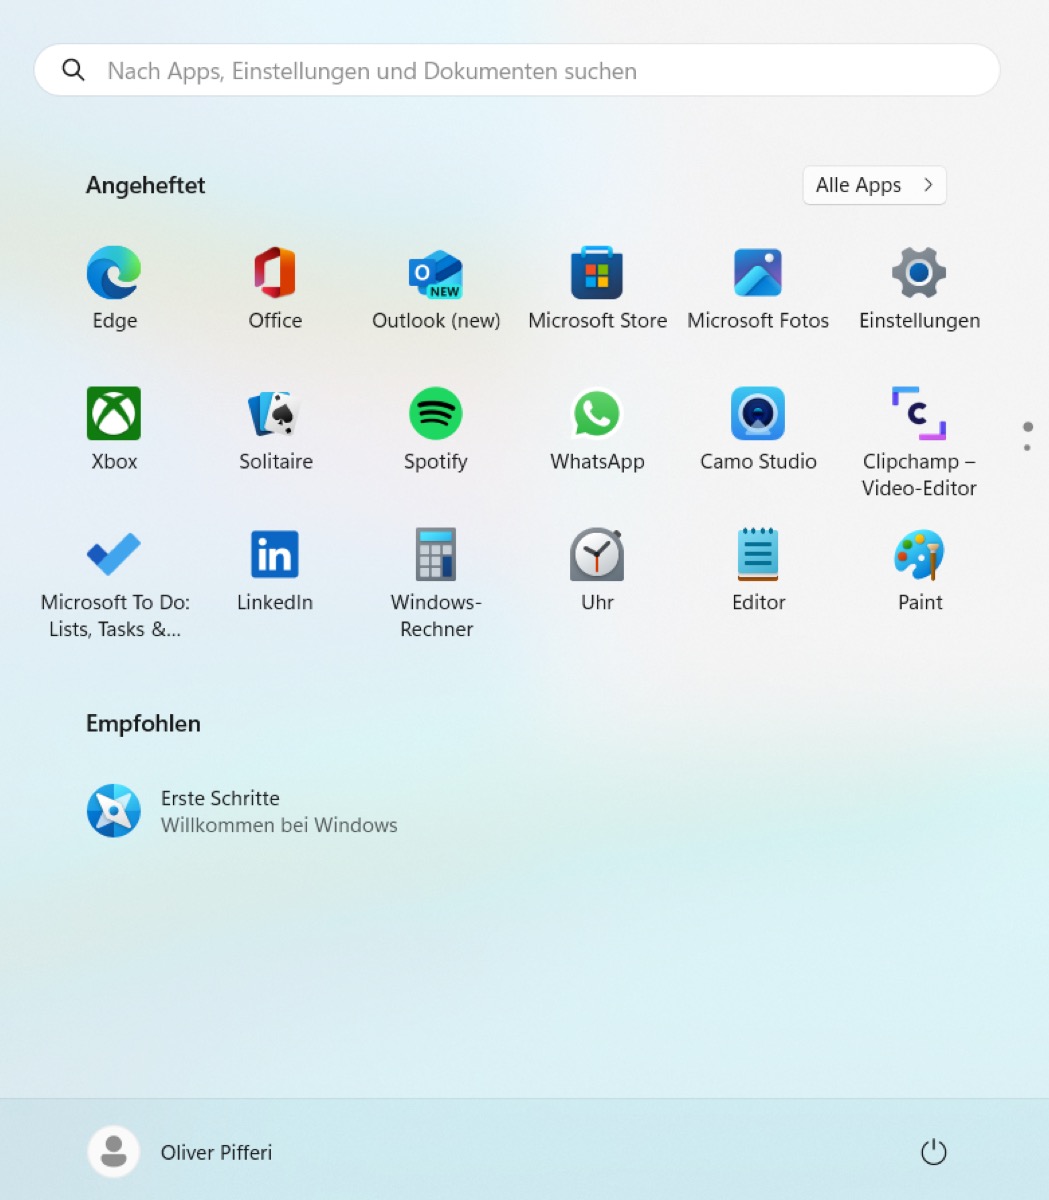 Nach Apps, Einstellungen und Dokumenten suchen
Angeheftet
Alle Apps
O
NEW
Edge
Office
Outlook (new)
Microsoft Store
Microsoft Fotos
Einstellungen
C
Xbox
Solitaire
Spotify
WhatsApp
Camo Studio
Clipchamp –
Video-Editor
in
Microsoft To Do:
Lists, Tasks &...
LinkedIn
Windows-
Rechner
Uhr
Editor
Paint
Empfohlen
Erste Schritte
Willkommen bei Windows
Oliver Pifferi